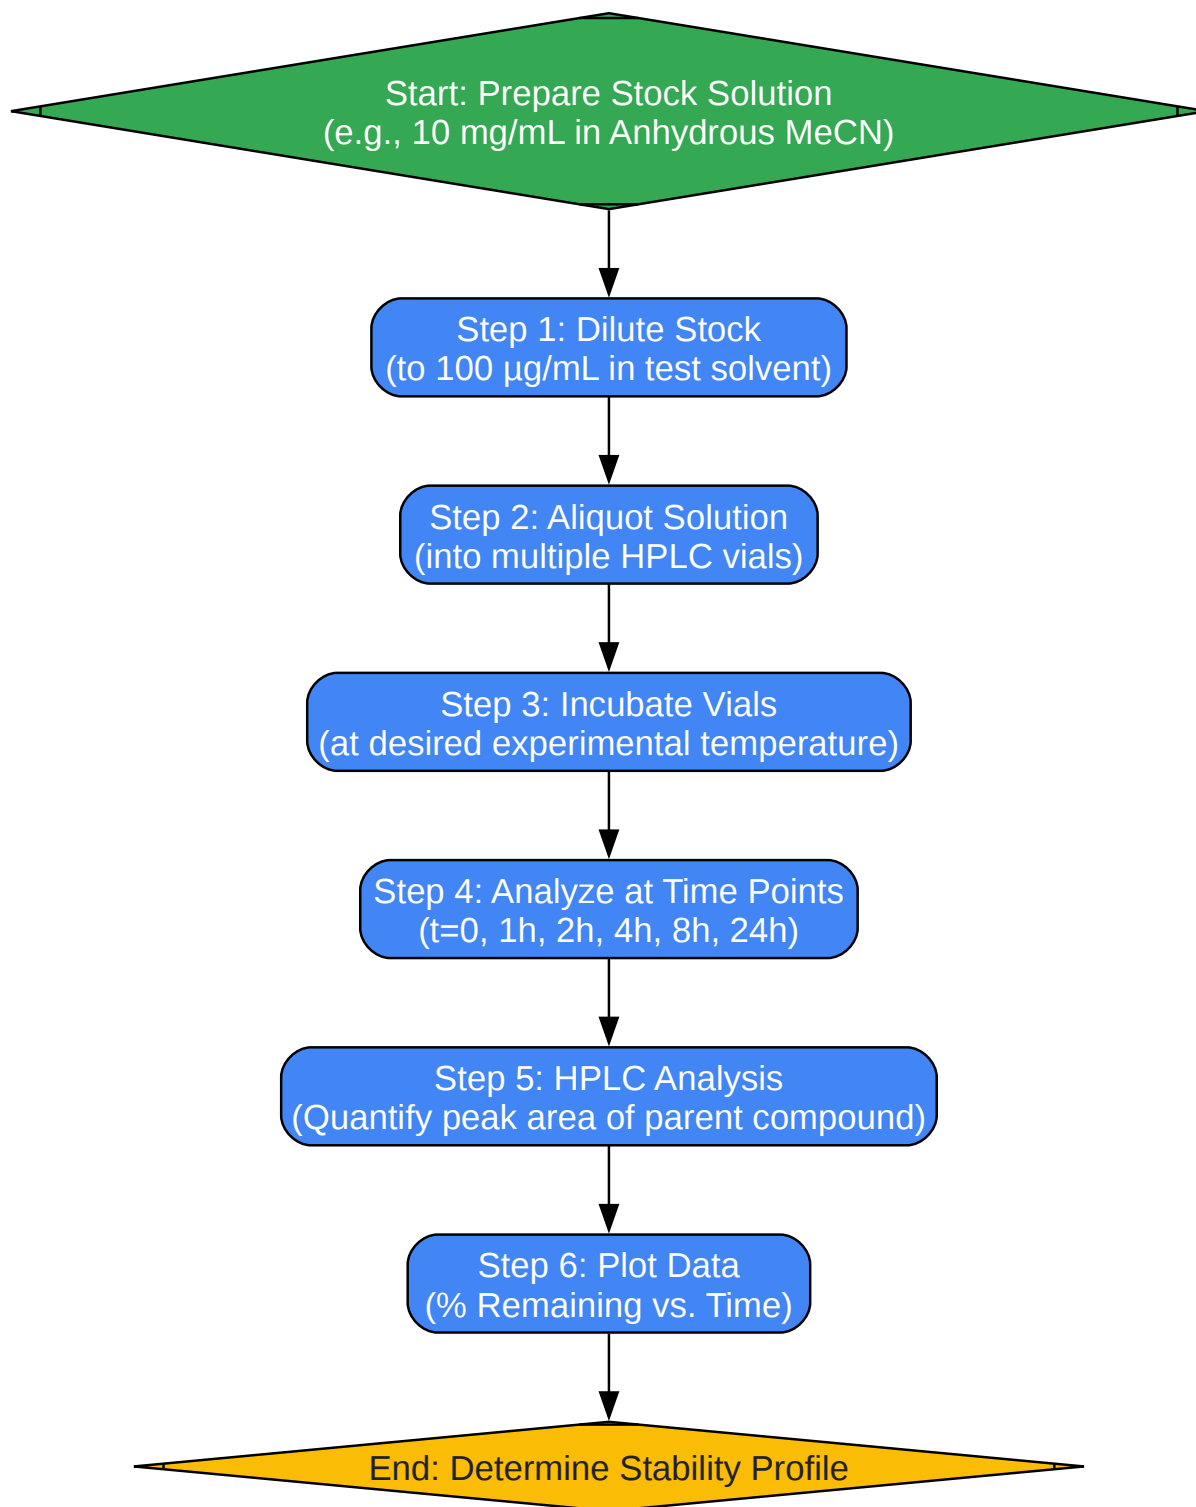 Start: Prepare Stock Solution
(e.g., 10 mg/mL in Anhydrous MeCN)
Step 1: Dilute Stock
(to 100 µg/mL in test solvent)
Step 2: Aliquot Solution
(into multiple HPLC vials)
Step 3: Incubate Vials
(at desired experimental temperature)
Step 4: Analyze at Time Points
(t=0, 1h, 2h, 4h, 8h, 24h)
Step 5: HPLC Analysis
(Quantify peak area of parent compound)
Step 6: Plot Data
(% Remaining vs. Time)
End: Determine Stability Profile